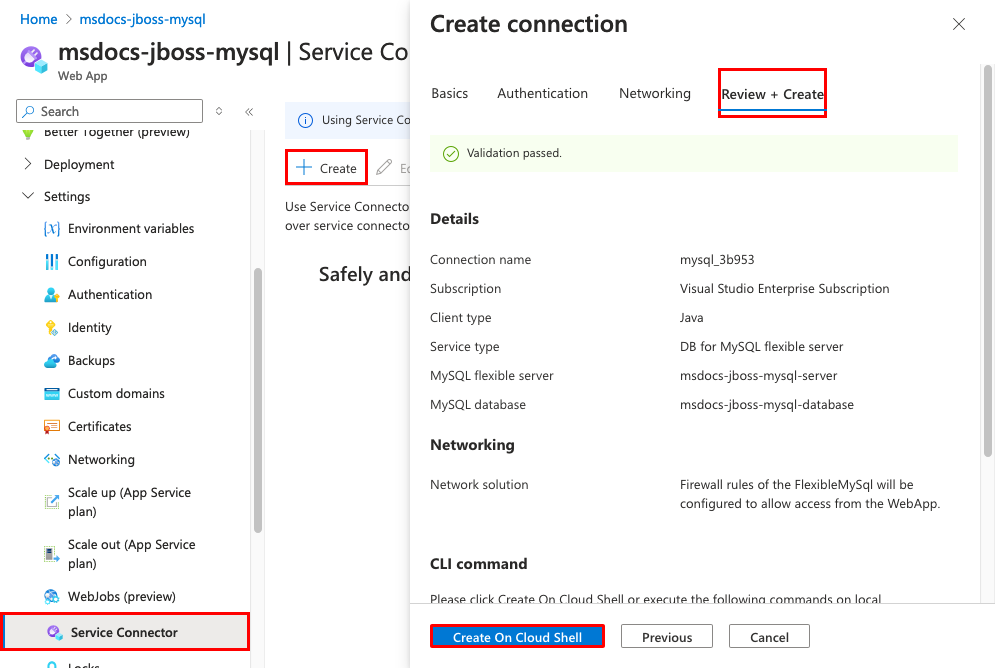 Home > msdocs-jboss-mysql
msdocs-jboss-mysql | Service Co
Web App
Search
Better Together (preview)
Deployment
Settings
Environment variables
Configuration
Authentication
Identity
Backups
Custom domains
Certificates
Networking
Scale up (App Service
plan)
Scale out (App Service
plan)
WebJobs (preview)
Service Connector
Locks
Using Service Co
Create
Ed
Use Service Connecto
over service connecto
Safely and
Create connection
Basics
Authentication
Networking
Review + Create
Validation passed.
Details
Connection name mysql_3b953
Subscription Visual Studio Enterprise Subscription
Client type Java
Service type DB for MySQL flexible server
MySQL flexible server msdocs-jboss-mysql-server
MySQL database msdocs-jboss-mysql-database
Networking
Network solution Firewall rules of the FlexibleMySql will be
configured to allow access from the WebApp.
CLI command
Please click Create On Cloud Shell or execute the following commands on local
Create On Cloud Shell
Previous
Cancel